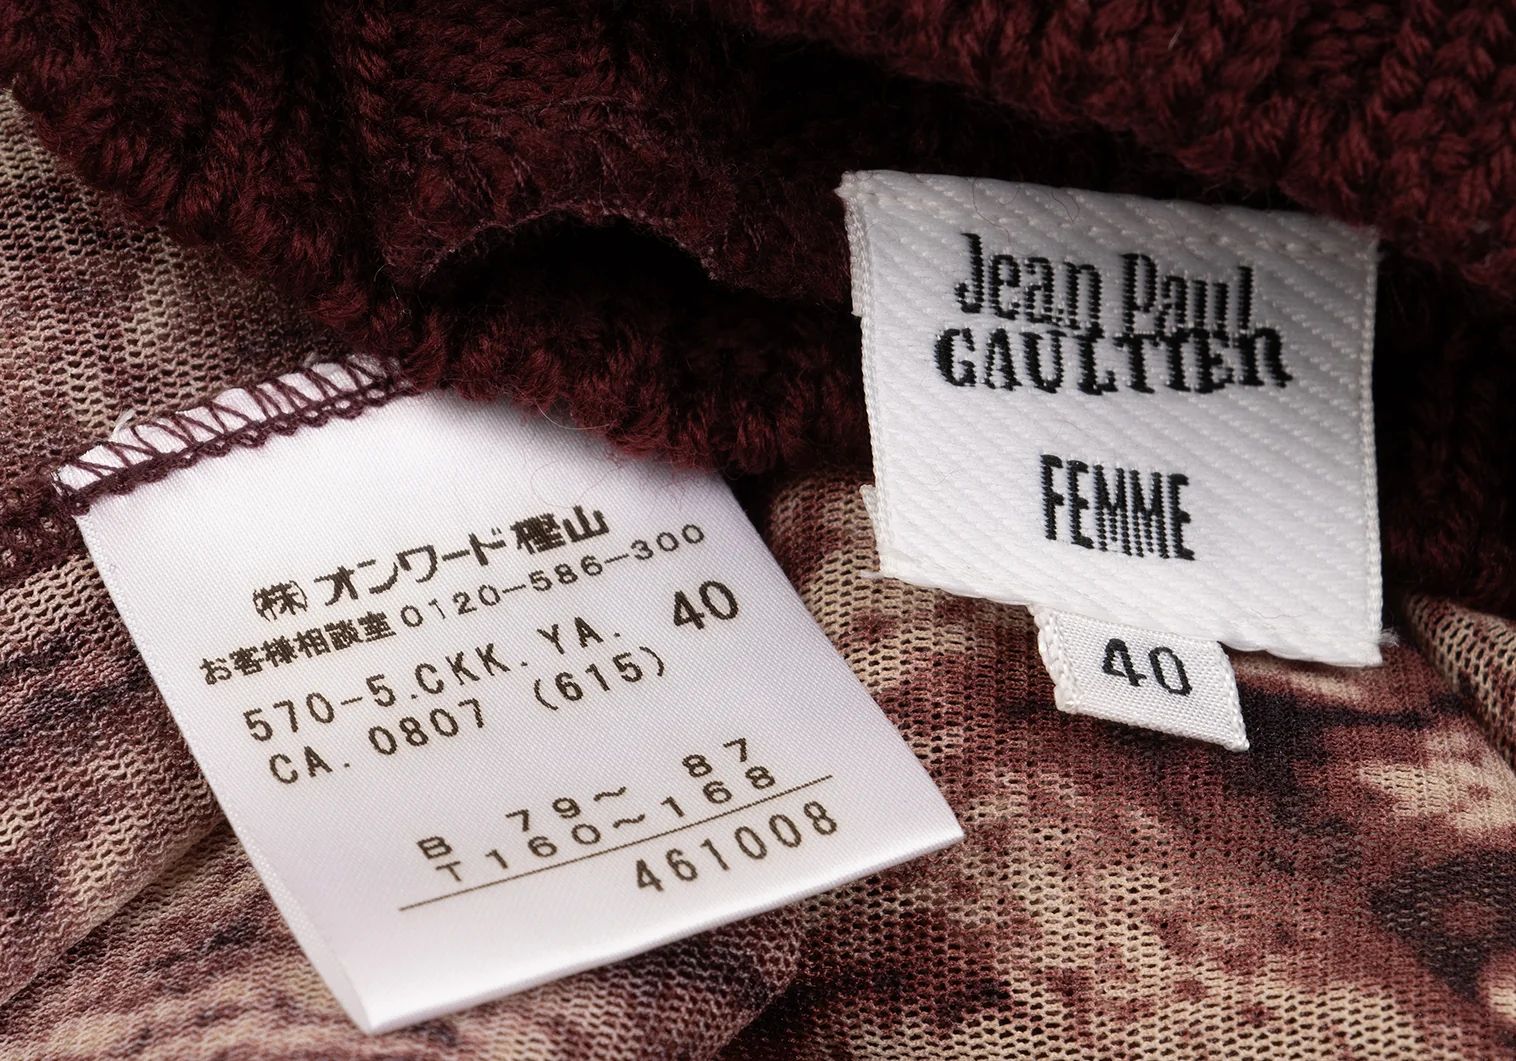 ㈱オンワード樫山
お客様相談室0120-586-300
570-5.CKK.YA. 40
CA.0807 (615)
B 79~ 87
T 160~168
461008
Jean Paul
GAULTIER
FEMME
40